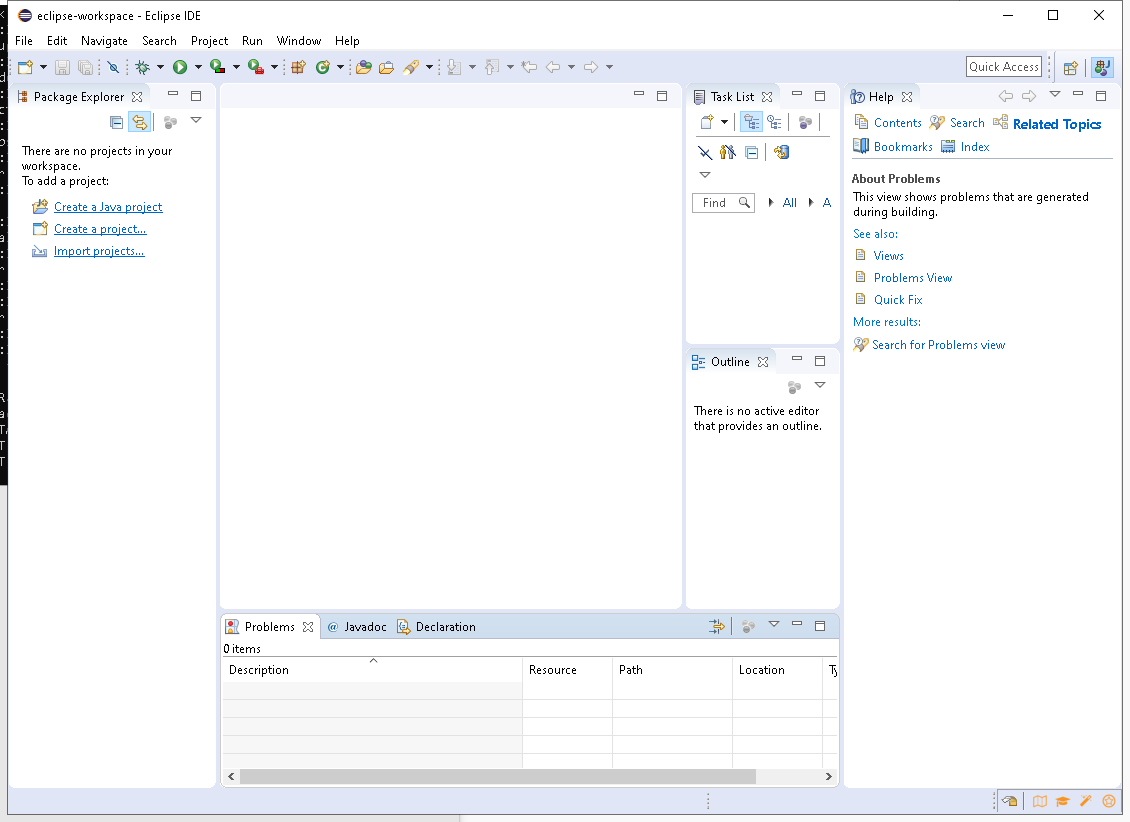 eclipse-workspace - Eclipse IDE
File Edit Navigate Search Project Run Window Help
Quick Access
Package Explorer
There are no projects in your
workspace.
To add a project:
Create a Java project
Create a project...
Import projects...
Task List
Find All A
Outline
There is no active editor
that provides an outline.
Help
Contents Search Related Topics
Bookmarks Index
About Problems
This view shows problems that are generated
during building.
See also:
Views
Problems View
Quick Fix
More results:
Search for Problems view
Problems @ Javadoc Declaration
0 items
Description Resource Path Location Ty